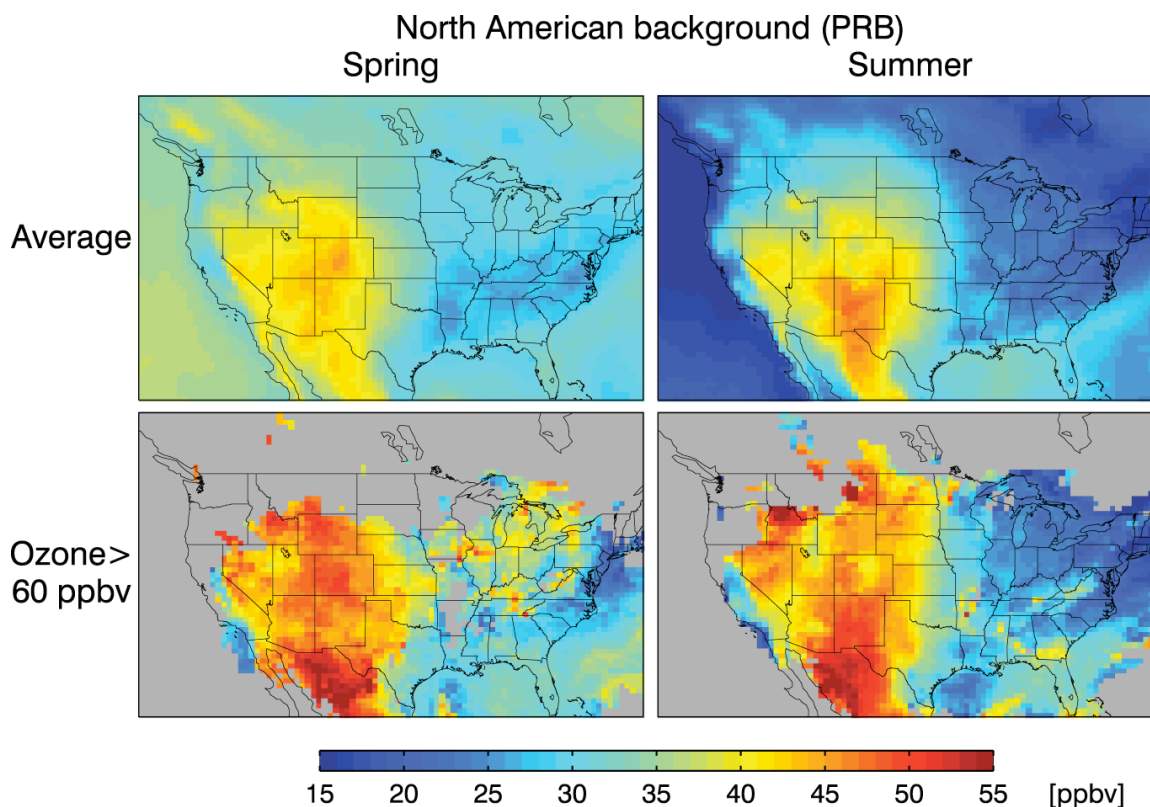 North American background (PRB)
Spring Summer
Average
Ozone>
60 ppbv
15 20 25 30 35 40 45 50 55 [ppbv]